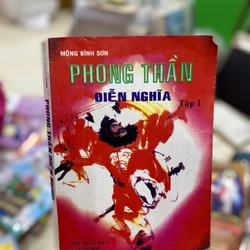 MỘNG BÌNH SƠN
PHONG THẦN
DIỄN NGHĨA
Tập 1
PHONG THẦN DIỄN NGHĨA